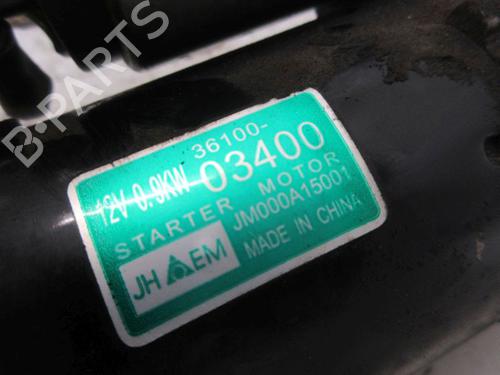 B-PARTS
36100-
12V 0.9KW 03400
STARTER MOTOR
JM000A15001
JH EM MADE IN CHINA